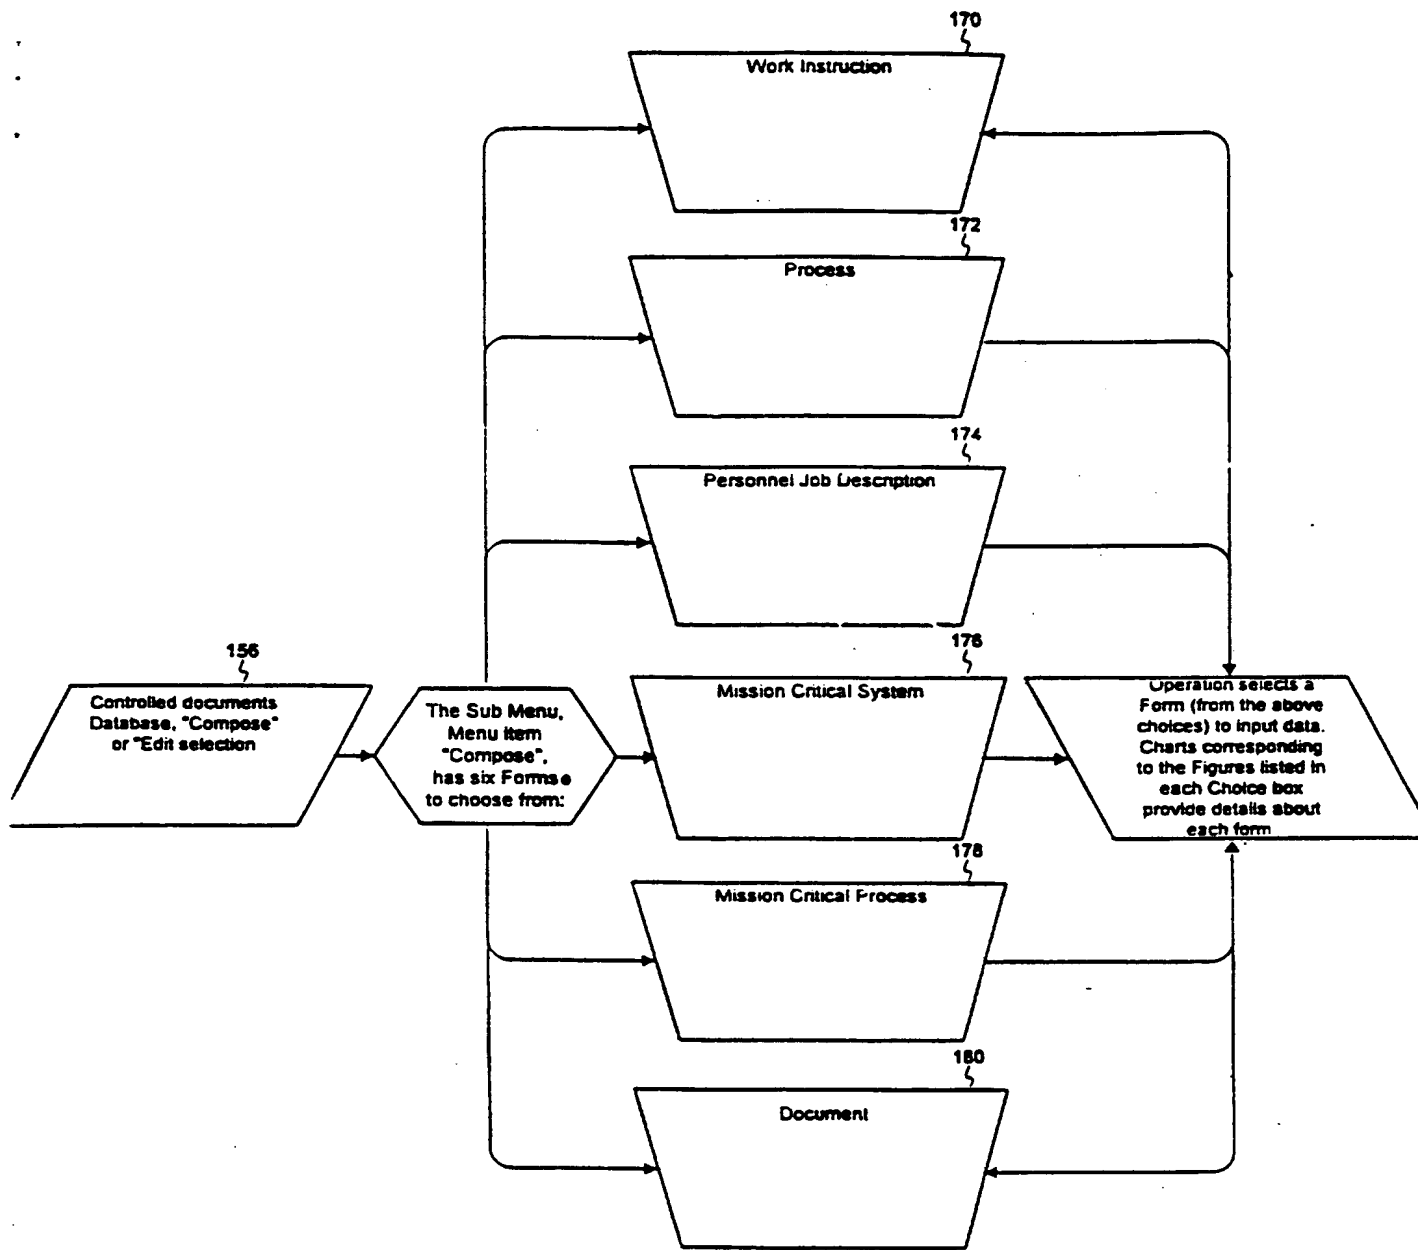 170
Work Instruction
172
Process
174
Personnel Job Description
156
Controlled documents
Database, "Compose"
or "Edit selection
The Sub Menu,
Menu Item
"Compose",
has six Forms
to choose from:
176
Mission Critical System
Operation selects a
Form (from the above
choices) to input data.
Charts corresponding
to the Figures listed in
each Choice box
provide details about
each form
178
Mission Critical Process
180
Document